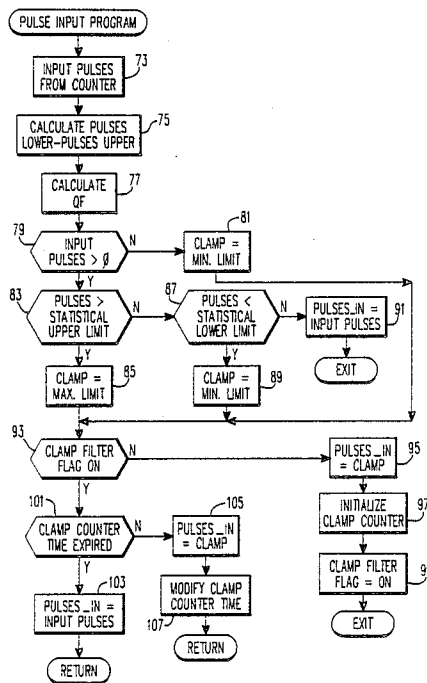 PULSE INPUT PROGRAM
73
INPUT PULSES
FROM COUNTER
75
CALCULATE PULSES
LOWER-PULSES UPPER
77
CALCULATE
QF
79
INPUT
PULSES > ∅
N
Y
81
CLAMP =
MIN. LIMIT
83
PULSES >
STATISTICAL
UPPER LIMIT
N
Y
87
PULSES <
STATISTICAL
LOWER LIMIT
N
Y
91
PULSES_IN =
INPUT PULSES
EXIT
85
CLAMP =
MAX. LIMIT
89
CLAMP =
MIN. LIMIT
93
CLAMP FILTER
FLAG ON
N
Y
95
PULSES_IN
= CLAMP
97
INITIALIZE
CLAMP COUNTER
9
CLAMP FILTER
FLAG = ON
EXIT
101
CLAMP COUNTER
TIME EXPIRED
N
Y
105
PULSES_IN
= CLAMP
107
MODIFY CLAMP
COUNTER TIME
RETURN
103
PULSES_IN =
INPUT PULSES
RETURN